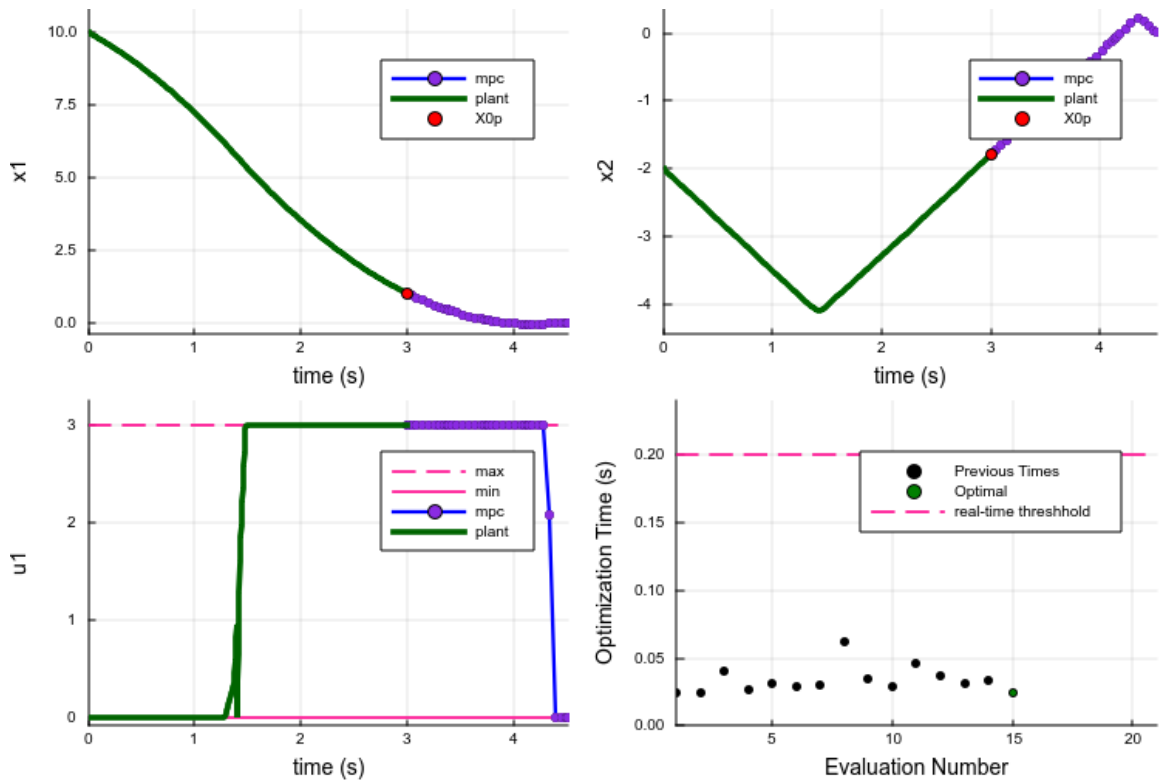 10.0
7.5
5.0
2.5
0.0
x1
0 1 2 3 4
time (s)
mpc
plant
X0p
0
-1
-2
-3
-4
x2
0 1 2 3 4
time (s)
mpc
plant
X0p
3
2
1
0
u1
0 1 2 3 4
time (s)
max
min
mpc
plant
0.20
0.15
0.10
0.05
0.00
Optimization Time (s)
5 10 15 20
Evaluation Number
Previous Times
Optimal
real-time threshhold